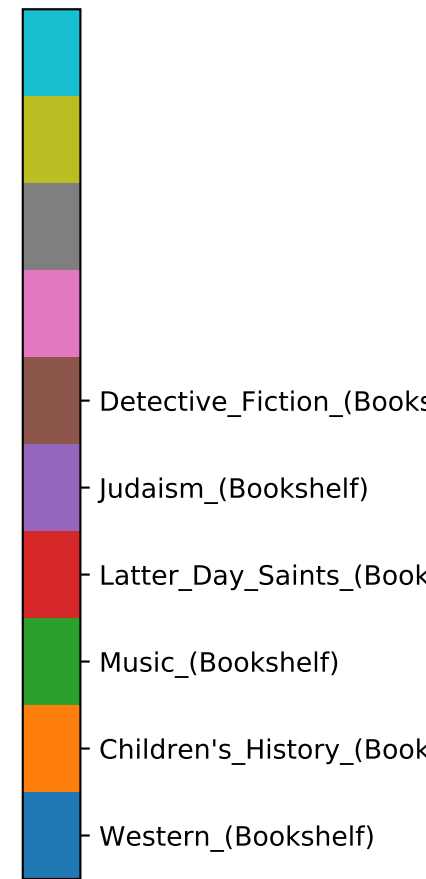 Detective_Fiction_(Books
Judaism_(Bookshelf)
Latter_Day_Saints_(Book
Music_(Bookshelf)
Children's_History_(Book
Western_(Bookshelf)